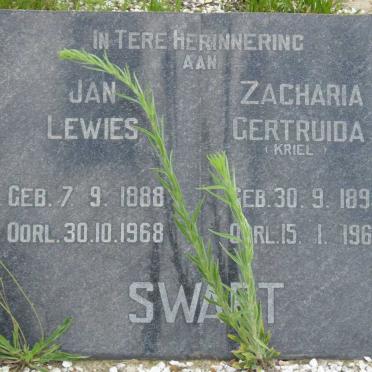 IN TERE HERINNERING
AAN
JAN ZACHARIA
LEWIES GERTRUIDA
(KRIEL)
GEB. 7. 9. 1888 GEB. 30. 9. 189
OORL. 30.10.1968 OORL. 15. 1. 196
SWART